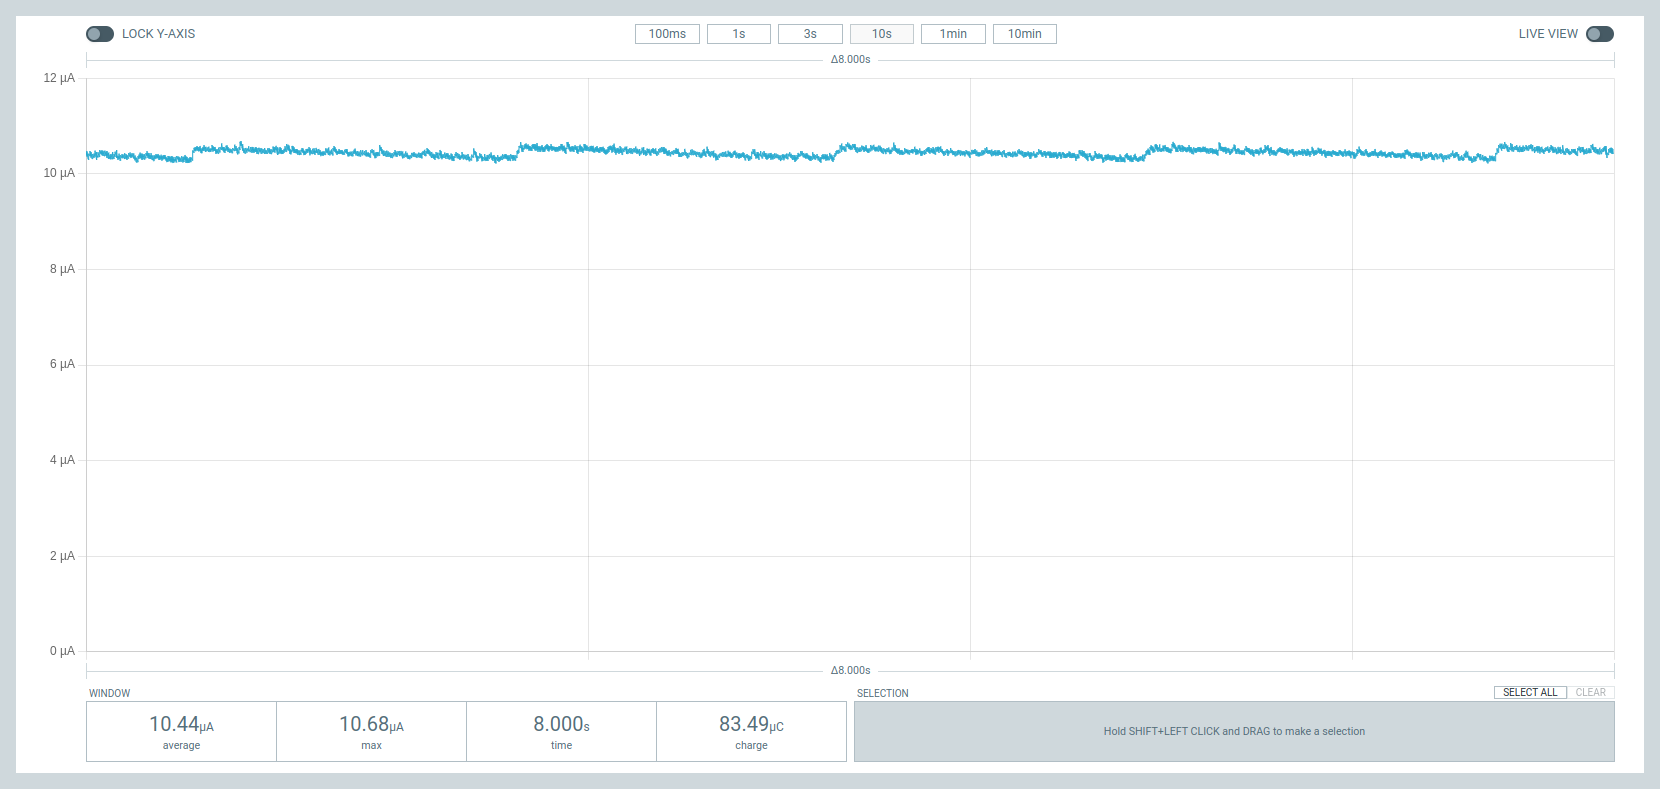 LOCK Y-AXIS 100ms 1s 3s 10s 1min 10min LIVE VIEW
Δ8.000s
12 µA
10 µA
8 µA
6 µA
4 µA
2 µA
0 µA
Δ8.000s
WINDOW SELECTION SELECT ALL CLEAR
10.44µA 10.68µA 8.000s 83.49µC
average max time charge
Hold SHIFT+LEFT CLICK and DRAG to make a selection